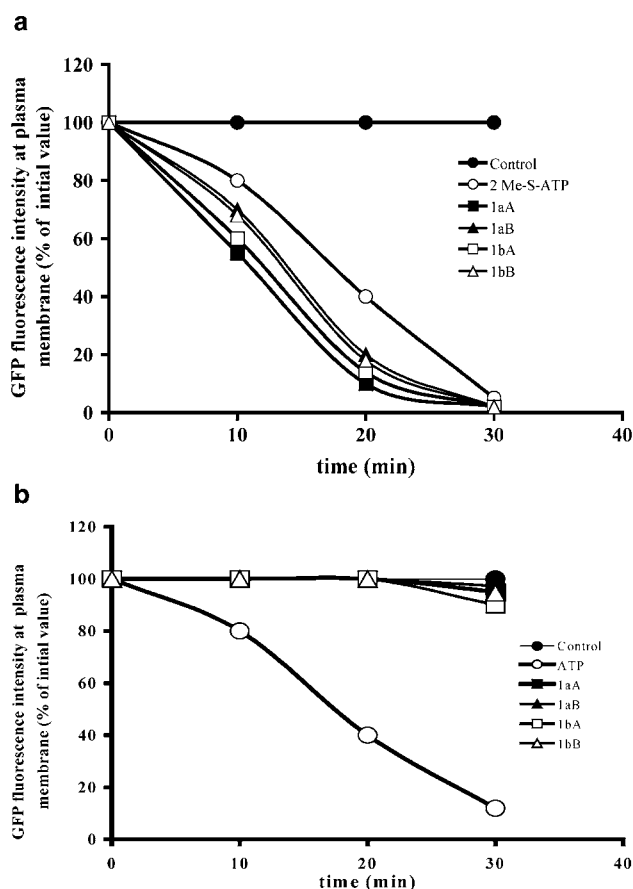 a
GFP fluorescence intensity at plasma
membrane (% of intial value)
120
100
80
60
40
20
0
0 10 20 30 40
time (min)
Control
2 Me-S-ATP
1aA
1aB
1bA
1bB
b
GFP fluorescence intensity at plasma
membrane (% of intial value)
120
100
80
60
40
20
0
0 10 20 30 40
time (min)
Control
ATP
1aA
1aB
1bA
1bB